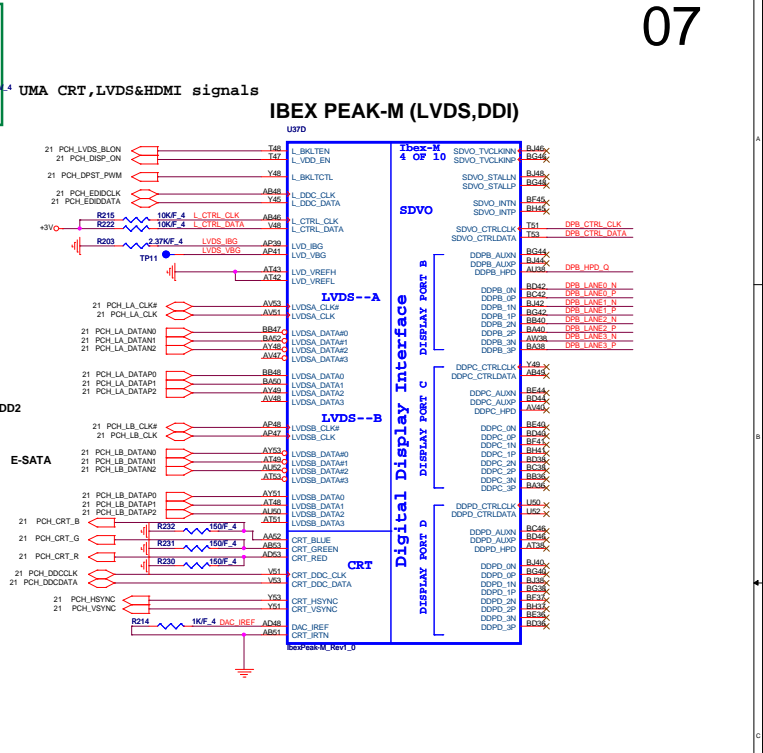 07
UMA CRT,LVDS&HDMI signals
IBEX PEAK-M (LVDS,DDI)
U37D
Ibex-M
4 OF 10
21 PCH_LVDS_BLON T48 L_BKLTEN
21 PCH_DISP_ON T47 L_VDD_EN
21 PCH_DPST_PWM Y48 L_BKLTCTL
21 PCH_EDIDCLK AB48 L_DDC_CLK
21 PCH_EDIDDATA Y45 L_DDC_DATA
R215 10K/F_4 L_CTRL_CLK AB46 L_CTRL_CLK
+3V R222 10K/F_4 L_CTRL_DATA V48 L_CTRL_DATA
R203 2.37K/F_4 LVDS_IBG AP39 LVD_IBG
TP11 LVDS_VBG AP41 LVD_VBG
AT43 LVD_VREFH
AT42 LVD_VREFL
LVDS--A
21 PCH_LA_CLK# AV53 LVDSA_CLK#
21 PCH_LA_CLK AV51 LVDSA_CLK
21 PCH_LA_DATAN0 BB47 LVDSA_DATA#0
21 PCH_LA_DATAN1 BA52 LVDSA_DATA#1
21 PCH_LA_DATAN2 AY48 LVDSA_DATA#2
AV47 LVDSA_DATA#3
21 PCH_LA_DATAP0 BB48 LVDSA_DATA0
21 PCH_LA_DATAP1 BA50 LVDSA_DATA1
21 PCH_LA_DATAP2 AY49 LVDSA_DATA2
AV48 LVDSA_DATA3
DD2
LVDS--B
21 PCH_LB_CLK# AP48 LVDSB_CLK#
21 PCH_LB_CLK AP47 LVDSB_CLK
E-SATA
21 PCH_LB_DATAN0 AY53 LVDSB_DATA#0
21 PCH_LB_DATAN1 AT49 LVDSB_DATA#1
21 PCH_LB_DATAN2 AU52 LVDSB_DATA#2
AT53 LVDSB_DATA#3
21 PCH_LB_DATAP0 AY51 LVDSB_DATA0
21 PCH_LB_DATAP1 AT48 LVDSB_DATA1
21 PCH_LB_DATAP2 AU50 LVDSB_DATA2
AT51 LVDSB_DATA3
21 PCH_CRT_B R232 150/F_4 AA52 CRT_BLUE
21 PCH_CRT_G R231 150/F_4 AB53 CRT_GREEN
21 PCH_CRT_R R230 150/F_4 AD53 CRT_RED
CRT
21 PCH_DDCCLK V51 CRT_DDC_CLK
21 PCH_DDCDATA V53 CRT_DDC_DATA
21 PCH_HSYNC Y53 CRT_HSYNC
21 PCH_VSYNC Y51 CRT_VSYNC
R214 1K/F_4 DAC_IREF AD48 DAC_IREF
AB51 CRT_IRTN
IbexPeak-M_Rev1_0
Digital Display Interface
SDVO
SDVO_TVCLKINN BJ46
SDVO_TVCLKINP BG46
SDVO_STALLN BJ48
SDVO_STALLP BG48
SDVO_INTN BF45
SDVO_INTP BH45
SDVO_CTRLCLK T51 DPB_CTRL_CLK
SDVO_CTRLDATA T53 DPB_CTRL_DATA
DISPLAY PORT B
DDPB_AUXN BG44
DDPB_AUXP BJ44
DDPB_HPD AU38 DPB_HPD_Q
DDPB_0N BD42 DPB_LANE0_N
DDPB_0P BC42 DPB_LANE0_P
DDPB_1N BJ42 DPB_LANE1_N
DDPB_1P BG42 DPB_LANE1_P
DDPB_2N BB40 DPB_LANE2_N
DDPB_2P BA40 DPB_LANE2_P
DDPB_3N AW38 DPB_LANE3_N
DDPB_3P BA38 DPB_LANE3_P
DISPLAY PORT C
DDPC_CTRLCLK Y49
DDPC_CTRLDATA AB49
DDPC_AUXN BE44
DDPC_AUXP BD44
DDPC_HPD AV40
DDPC_0N BE40
DDPC_0P BD40
DDPC_1N BF41
DDPC_1P BH41
DDPC_2N BD38
DDPC_2P BC38
DDPC_3N BB36
DDPC_3P BA36
DISPLAY PORT D
DDPD_CTRLCLK U50
DDPD_CTRLDATA U52
DDPD_AUXN BC46
DDPD_AUXP BD46
DDPD_HPD AT38
DDPD_0N BJ40
DDPD_0P BG40
DDPD_1N BJ38
DDPD_1P BG38
DDPD_2N BF37
DDPD_2P BH37
DDPD_3N BE36
DDPD_3P BD36
A
B
C